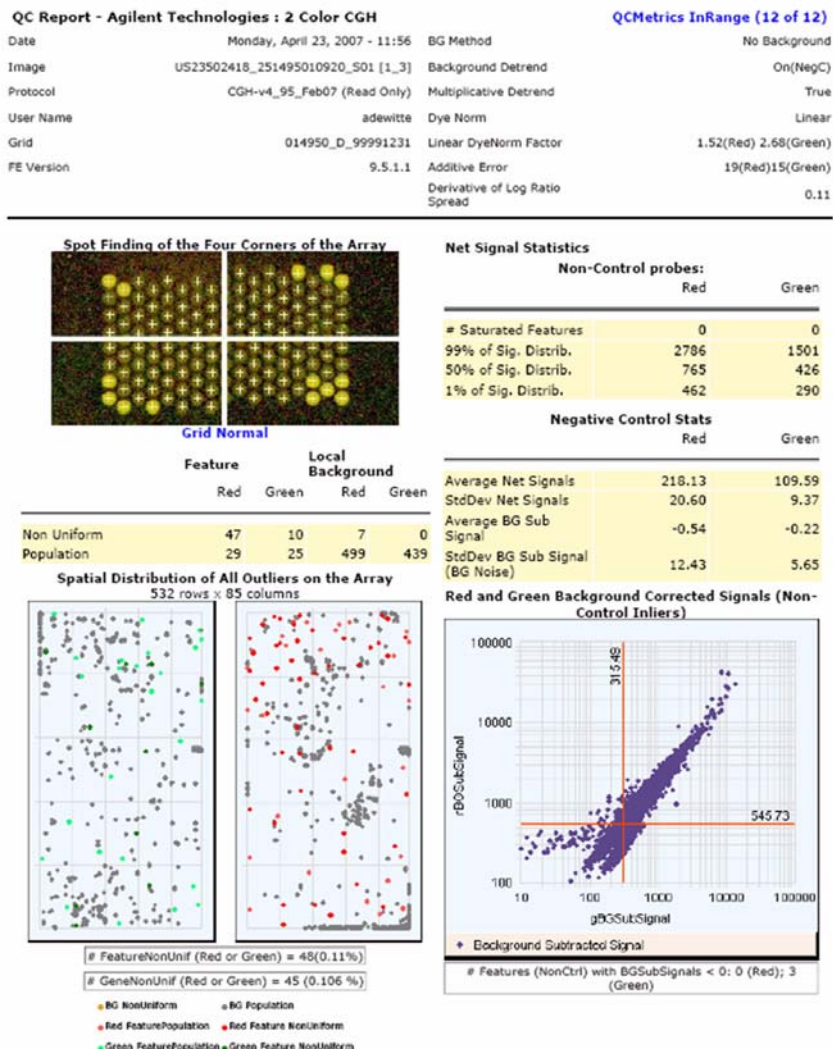 QC Report - Agilent Technologies : 2 Color CGH
QCMetrics InRange (12 of 12)
Date Monday, April 23, 2007 - 11:56 BG Method No Background
Image US23502418_251495010920_S01 [1_3] Background Detrend On(NegC)
Protocol CGH-v4_95_Feb07 (Read Only) Multiplicative Detrend True
User Name adewitte Dye Norm Linear
Grid 014950_D_99991231 Linear DyeNorm Factor 1.52(Red) 2.68(Green)
FE Version 9.5.1.1 Additive Error 19(Red)15(Green)
Derivative of Log Ratio
Spread 0.11
Spot Finding of the Four Corners of the Array
Grid Normal
Feature Local
Background
Red Green Red Green
Non Uniform 47 10 7 0
Population 29 25 499 439
Spatial Distribution of All Outliers on the Array
532 rows x 85 columns
# FeatureNonUnif (Red or Green) = 48(0.11%)
# GeneNonUnif (Red or Green) = 45 (0.106 %)
BG NonUniform BG Population
Red FeaturePopulation Red Feature NonUniform
Green FeaturePopulation Green Feature NonUniform
Net Signal Statistics
Non-Control probes:
Red Green
# Saturated Features 0 0
99% of Sig. Distrib. 2786 1501
50% of Sig. Distrib. 765 426
1% of Sig. Distrib. 462 290
Negative Control Stats
Red Green
Average Net Signals 218.13 109.59
StdDev Net Signals 20.60 9.37
Average BG Sub
Signal -0.54 -0.22
StdDev BG Sub Signal
(BG Noise) 12.43 5.65
Red and Green Background Corrected Signals (Non-
Control Inliers)
100000
10000
1000
100
rBGSubSignal
315.49
545.73
10 100 1000 10000 100000
gBGSubSignal
Background Subtracted Signal
# Features (NonCtrl) with BGSubSignals < 0: 0 (Red); 3
(Green)